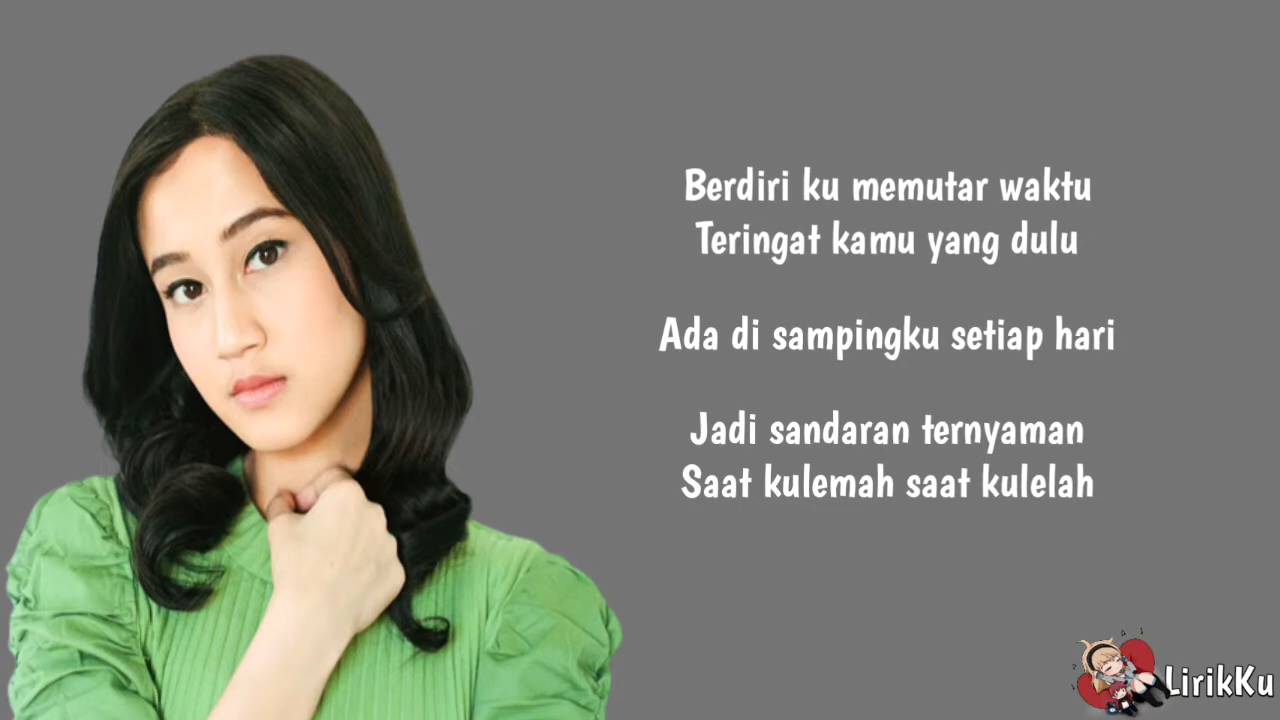 Berdiri ku memutar waktu
Teringat kamu yang dulu
Ada di sampingku setiap hari
Jadi sandaran ternyaman
Saat kulemah saat kulelah
LirikKu